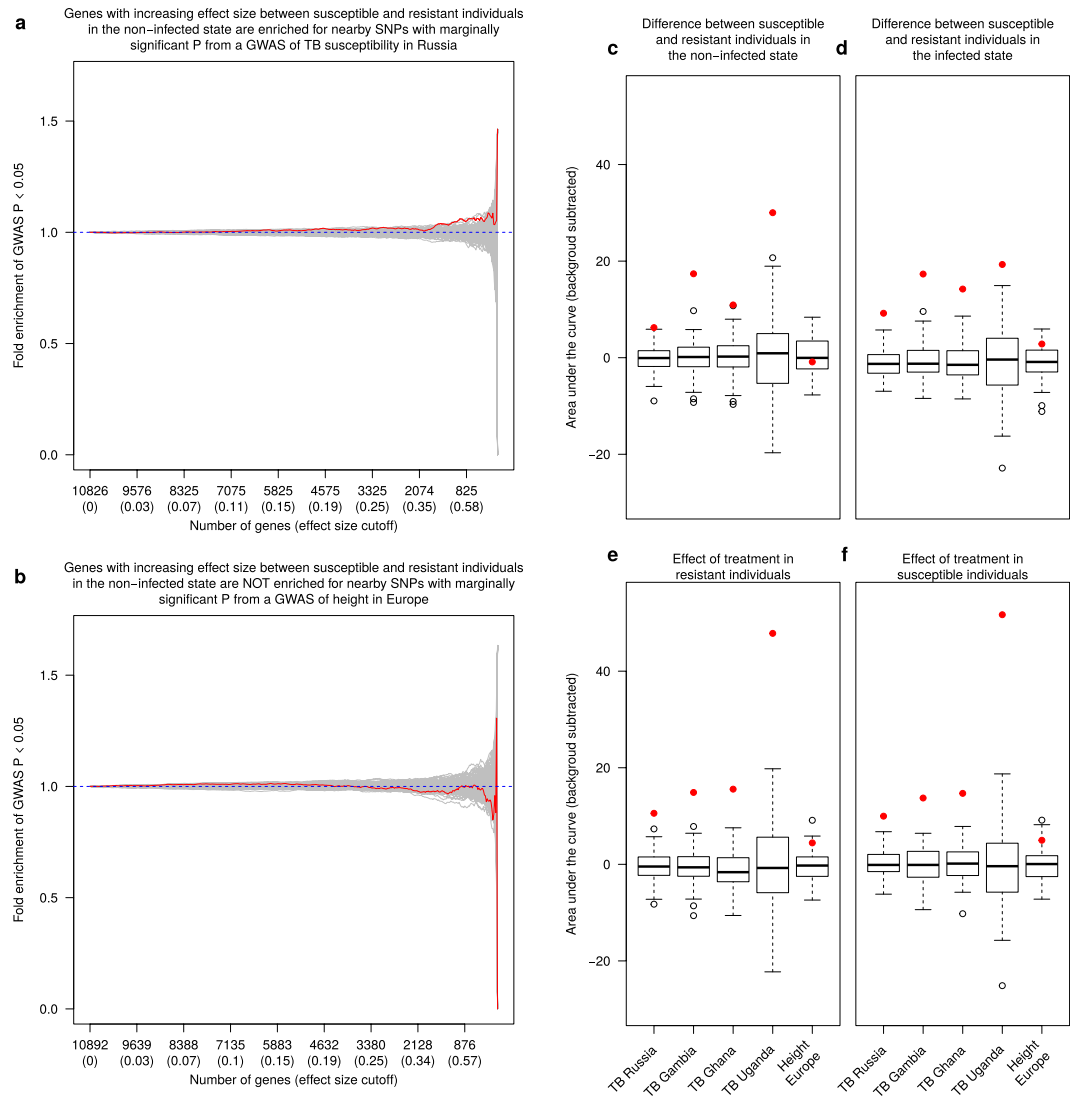 a
Genes with increasing effect size between susceptible and resistant individuals
in the non−infected state are enriched for nearby SNPs with marginally
significant P from a GWAS of TB susceptibility in Russia
Fold enrichment of GWAS P < 0.05
1.5
1.0
0.5
0.0
10826 9576 8325 7075 5825 4575 3325 2074 825
(0) (0.03) (0.07) (0.11) (0.15) (0.19) (0.25) (0.35) (0.58)
Number of genes (effect size cutoff)
b
Genes with increasing effect size between susceptible and resistant individuals
in the non−infected state are NOT enriched for nearby SNPs with marginally
significant P from a GWAS of height in Europe
Fold enrichment of GWAS P < 0.05
1.5
1.0
0.5
0.0
10892 9639 8388 7135 5883 4632 3380 2128 876
(0) (0.03) (0.07) (0.1) (0.15) (0.19) (0.25) (0.34) (0.57)
Number of genes (effect size cutoff)
c
Difference between susceptible
and resistant individuals in
the non−infected state
Area under the curve (backgroud subtracted)
40
20
0
−20
d
Difference between susceptible
and resistant individuals in
the infected state
e
Effect of treatment in
resistant individuals
Area under the curve (backgroud subtracted)
40
20
0
−20
TB Russia
TB Gambia
TB Ghana
TB Uganda
Height
Europe
f
Effect of treatment in
susceptible individuals
TB Russia
TB Gambia
TB Ghana
TB Uganda
Height
Europe